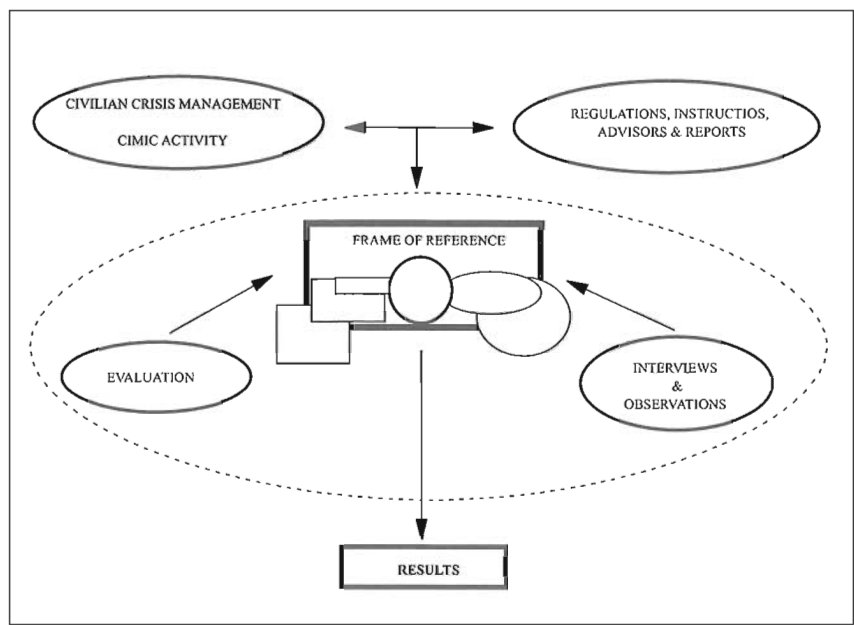 CIVILIAN CRISIS MANAGEMENT
CIMIC ACTIVITY
REGULATIONS, INSTRUCTIOS,
ADVISORS & REPORTS
FRAME OF REFERENCE
EVALUATION
INTERVIEWS
&
OBSERVATIONS
RESULTS